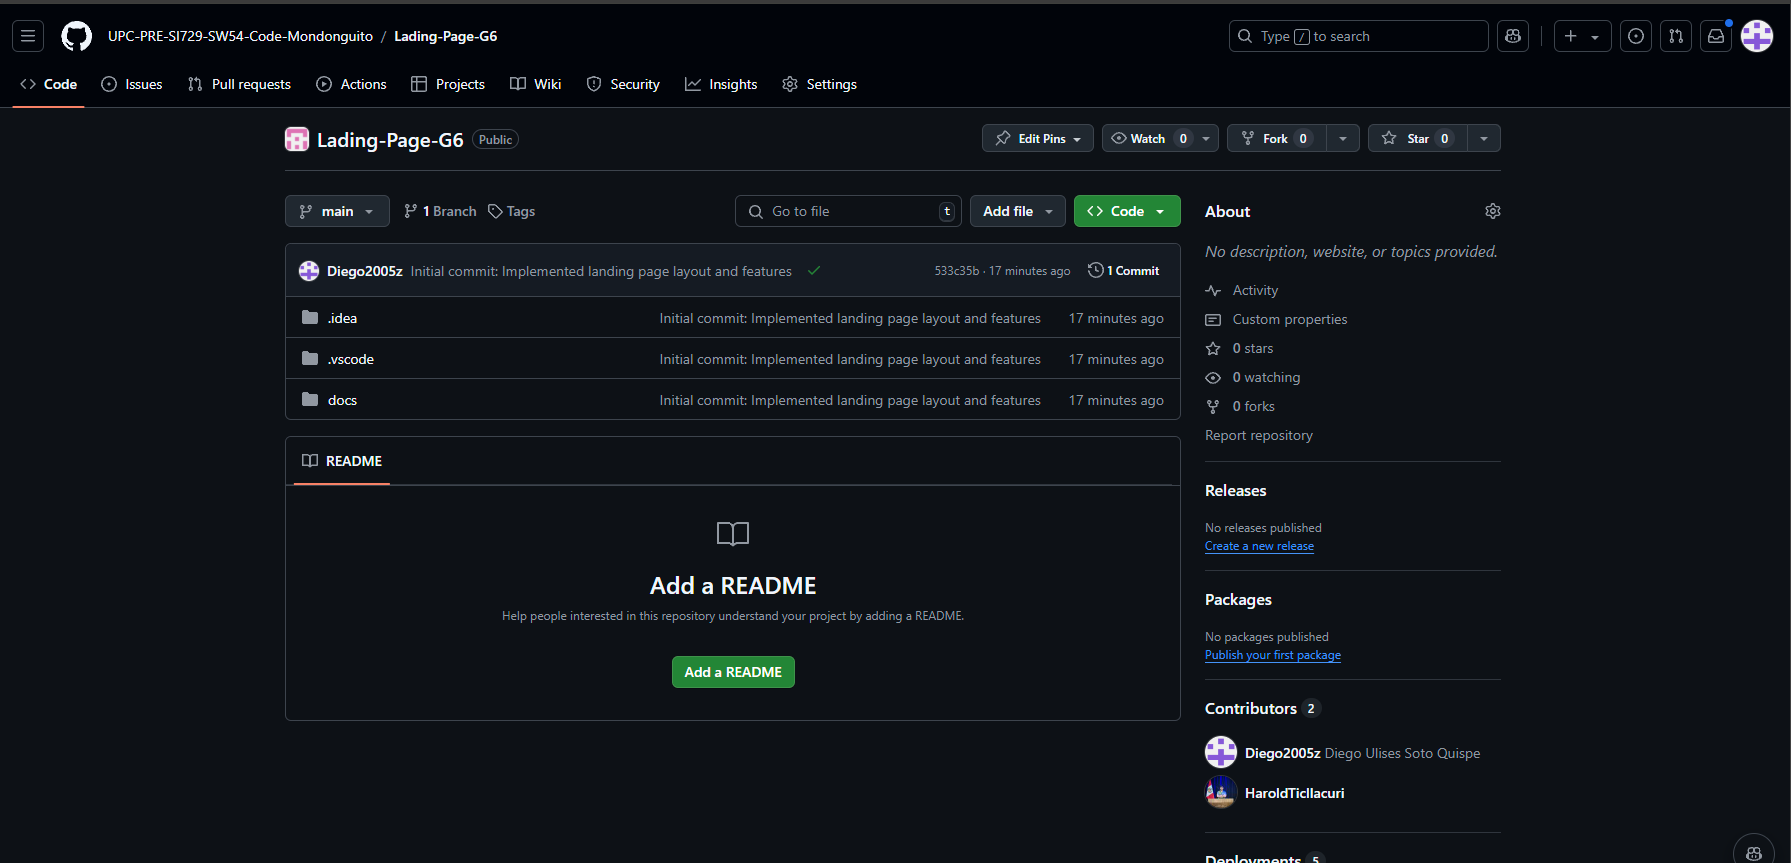 UPC-PRE-SI729-SW54-Code-Mondonguito / Lading-Page-G6
Type / to search
Code Issues Pull requests Actions Projects Wiki Security Insights Settings
Lading-Page-G6 Public
Edit Pins Watch 0 Fork 0 Star 0
main 1 Branch Tags Go to file t Add file Code
Diego2005z Initial commit: Implemented landing page layout and features 533c35b · 17 minutes ago 1 Commit
.idea Initial commit: Implemented landing page layout and features 17 minutes ago
.vscode Initial commit: Implemented landing page layout and features 17 minutes ago
docs Initial commit: Implemented landing page layout and features 17 minutes ago
README
Add a README
Help people interested in this repository understand your project by adding a README.
Add a README
About
No description, website, or topics provided.
Activity
Custom properties
0 stars
0 watching
0 forks
Report repository
Releases
No releases published
Create a new release
Packages
No packages published
Publish your first package
Contributors 2
Diego2005z Diego Ulises Soto Quispe
HaroldTicllacuri
Deployments 5